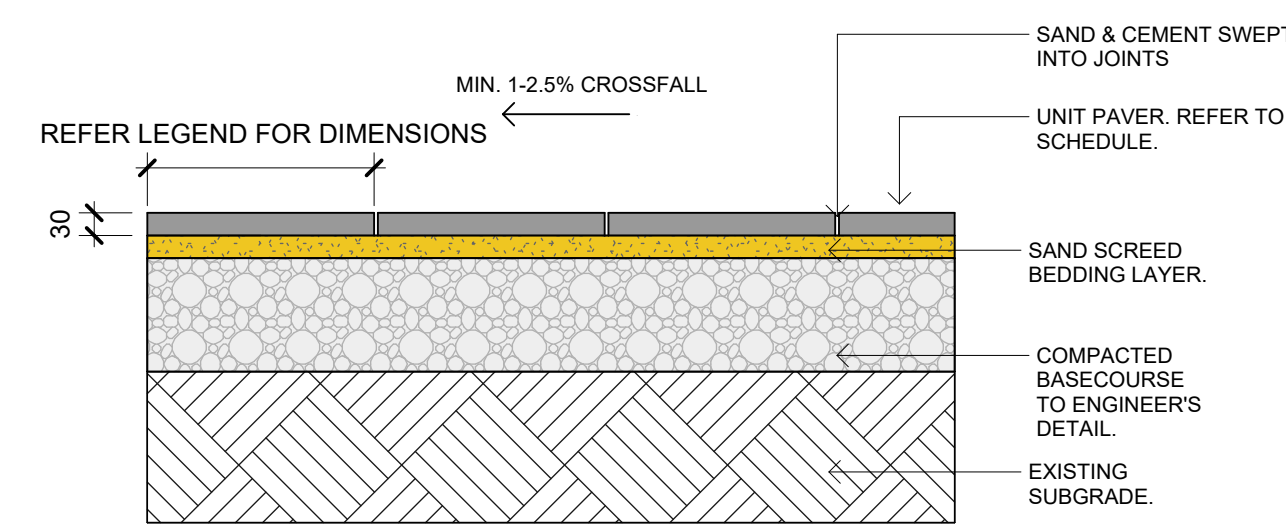 SAND & CEMENT SWEPT
INTO JOINTS
MIN. 1-2.5% CROSSFALL
UNIT PAVER. REFER TO
SCHEDULE.
REFER LEGEND FOR DIMENSIONS
30
SAND SCREED
BEDDING LAYER.
COMPACTED
BASECOURSE
TO ENGINEER'S
DETAIL.
EXISTING
SUBGRADE.